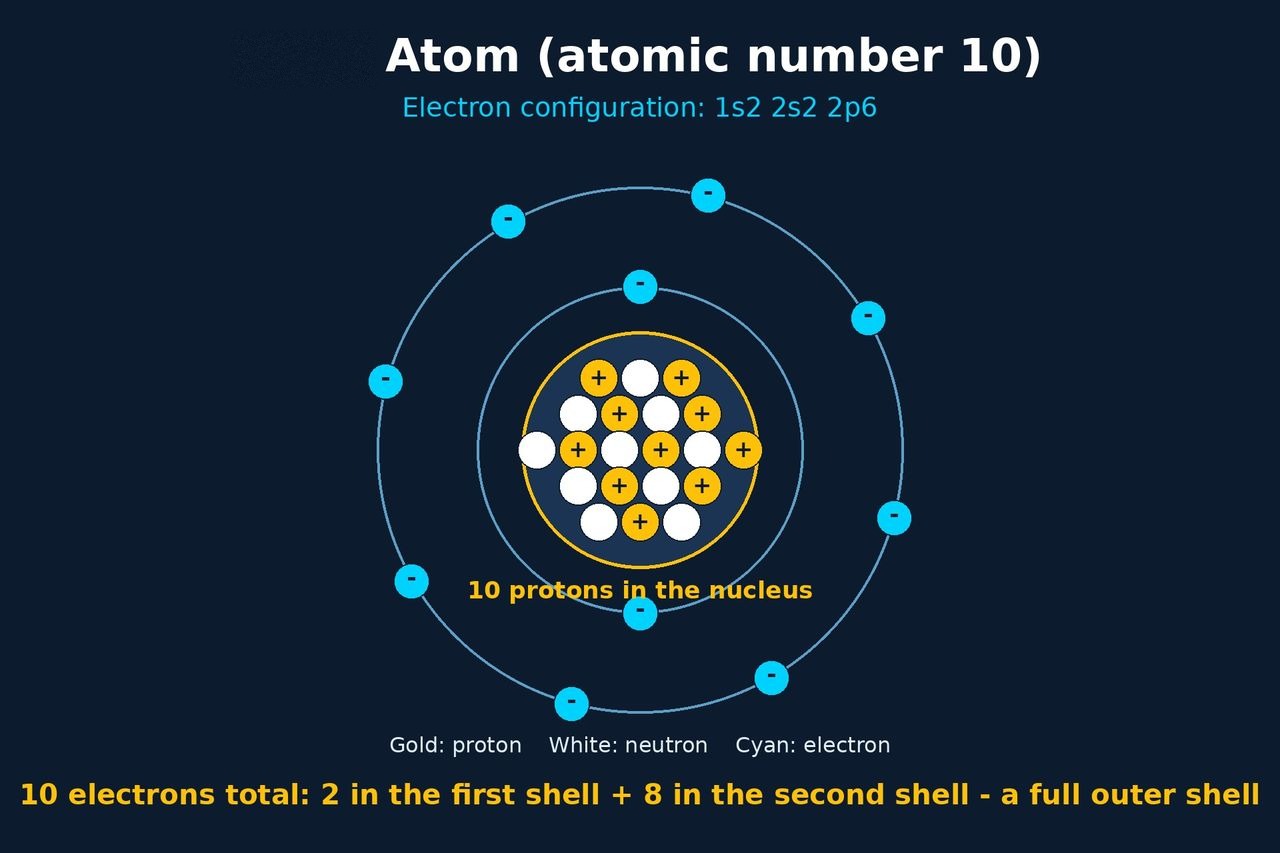 Atom (atomic number 10)
Electron configuration: 1s2 2s2 2p6
-
-
-
-
-
+ +
+ +
+ + +
+ +
+
-
-
10 protons in the nucleus
-
-
-
Gold: proton White: neutron Cyan: electron
10 electrons total: 2 in the first shell + 8 in the second shell - a full outer shell